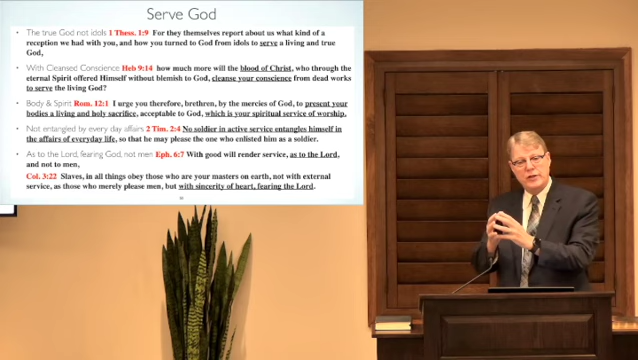 Serve God
• The true God not idols 1 Thess. 1:9 For they themselves report about us what kind of a
reception we had with you, and how you turned to God from idols to serve a living and true
God,
• With Cleansed Conscience Heb 9:14 how much more will the blood of Christ, who through the
eternal Spirit offered Himself without blemish to God, cleanse your conscience from dead works
to serve the living God?
• Body & Spirit Rom. 12:1 I urge you therefore, brethren, by the mercies of God, to present your
bodies a living and holy sacrifice, acceptable to God, which is your spiritual service of worship.
• Not entangled by every day affairs 2 Tim. 2:4 No soldier in active service entangles himself in
the affairs of everyday life, so that he may please the one who enlisted him as a soldier.
• As to the Lord, fearing God, not men Eph. 6:7 With good will render service, as to the Lord,
and not to men,
Col. 3:22 Slaves, in all things obey those who are your masters on earth, not with external
service, as those who merely please men, but with sincerity of heart, fearing the Lord.